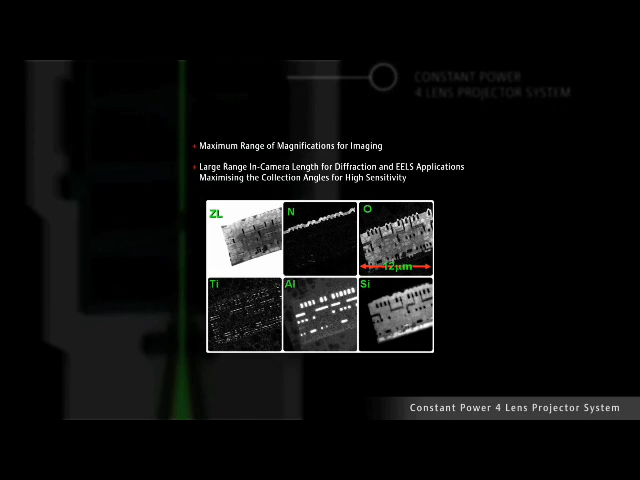 CONSTANT POWER
4 LENS PROJECTOR SYSTEM
+ Maximum Range of Magnifications for Imaging
+ Large Range In-Camera Length for Diffraction and EELS Applications
Maximising the Collection Angles for High Sensitivity
ZL N O
12µm
Ti Al Si
Constant Power 4 Lens Projector System